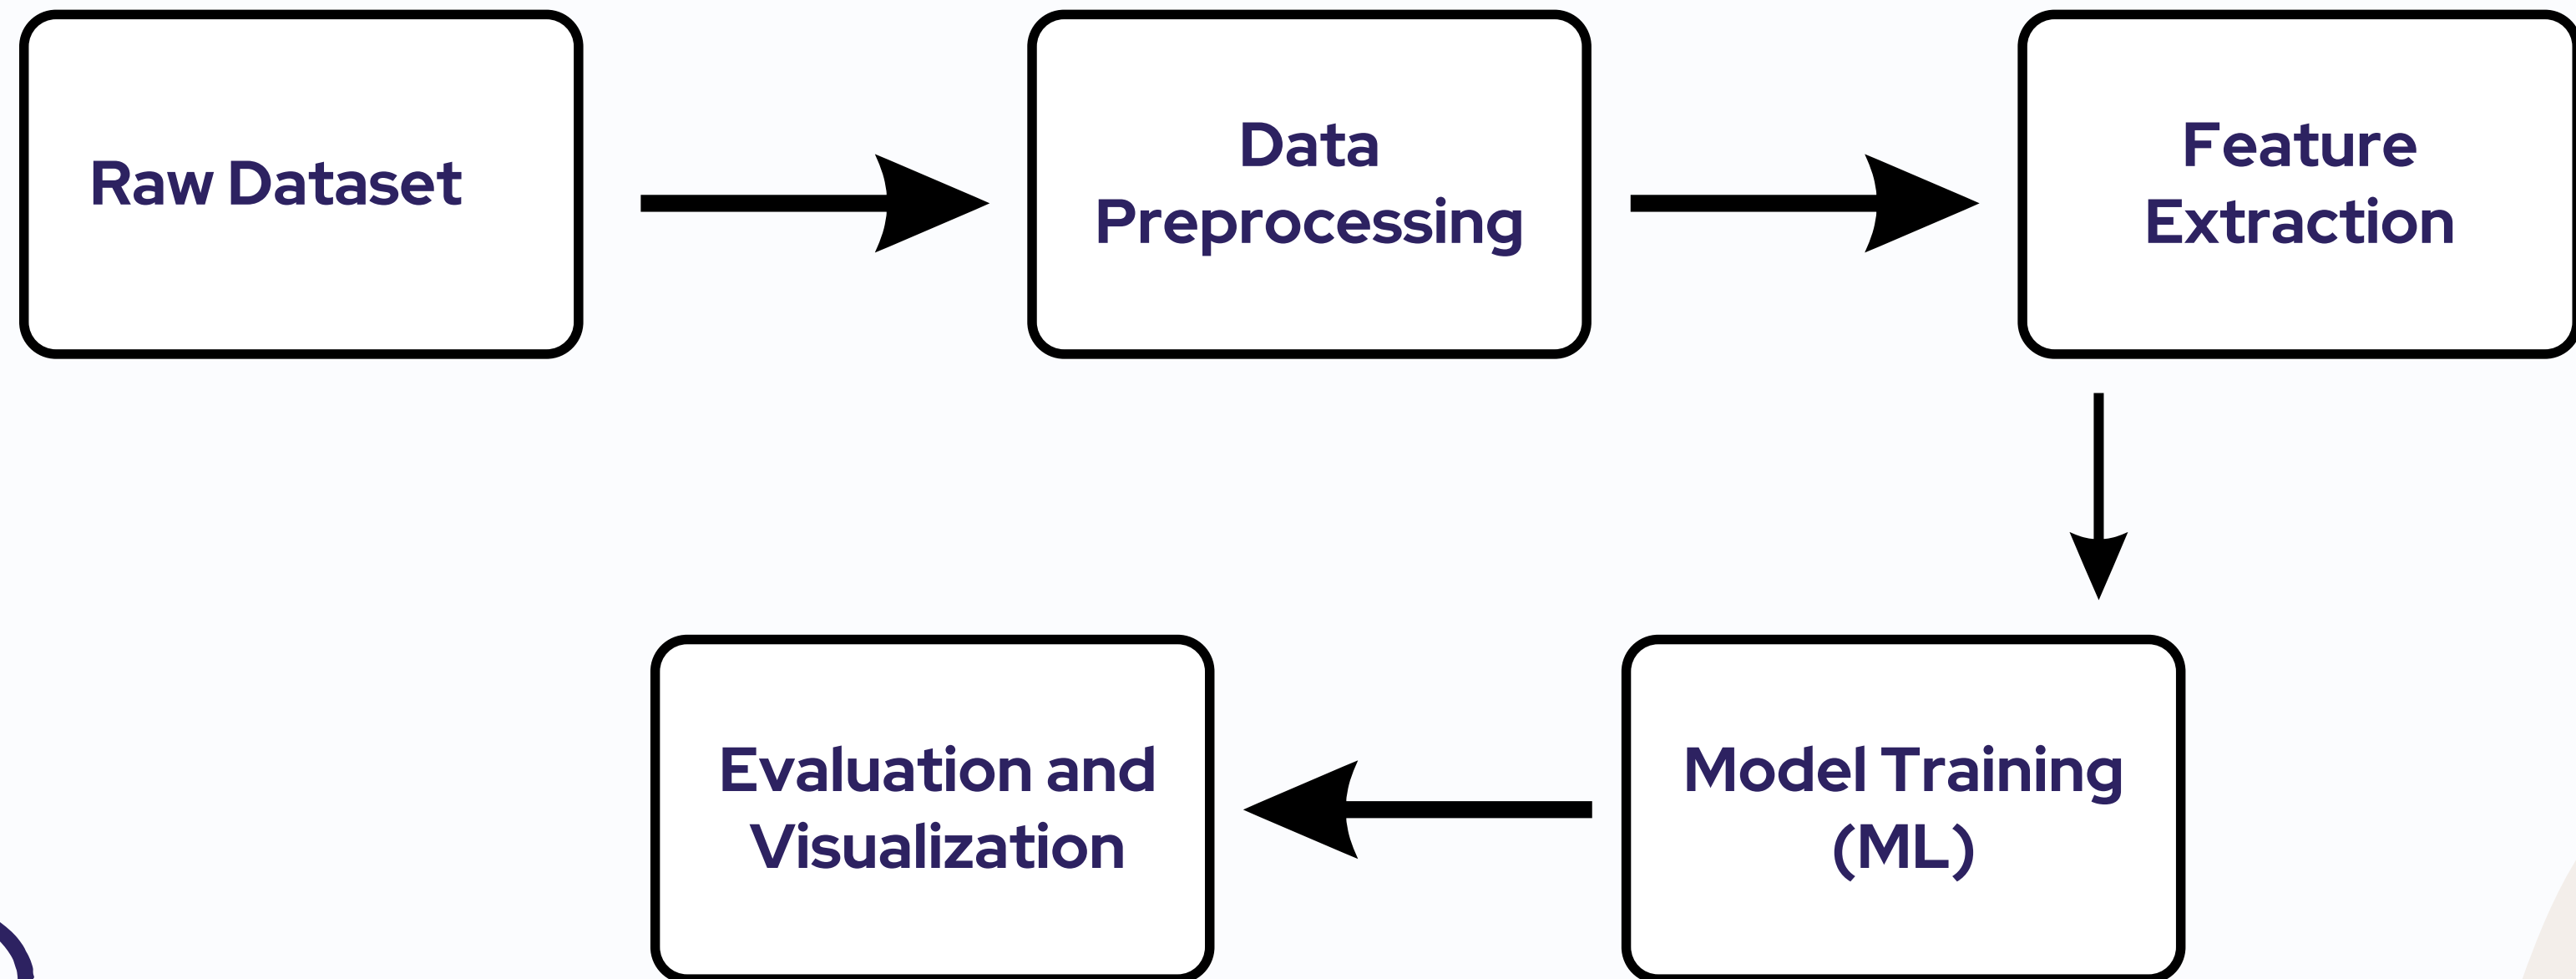 Raw Dataset
Data
Preprocessing
Feature
Extraction
Evaluation and
Visualization
Model Training
(ML)